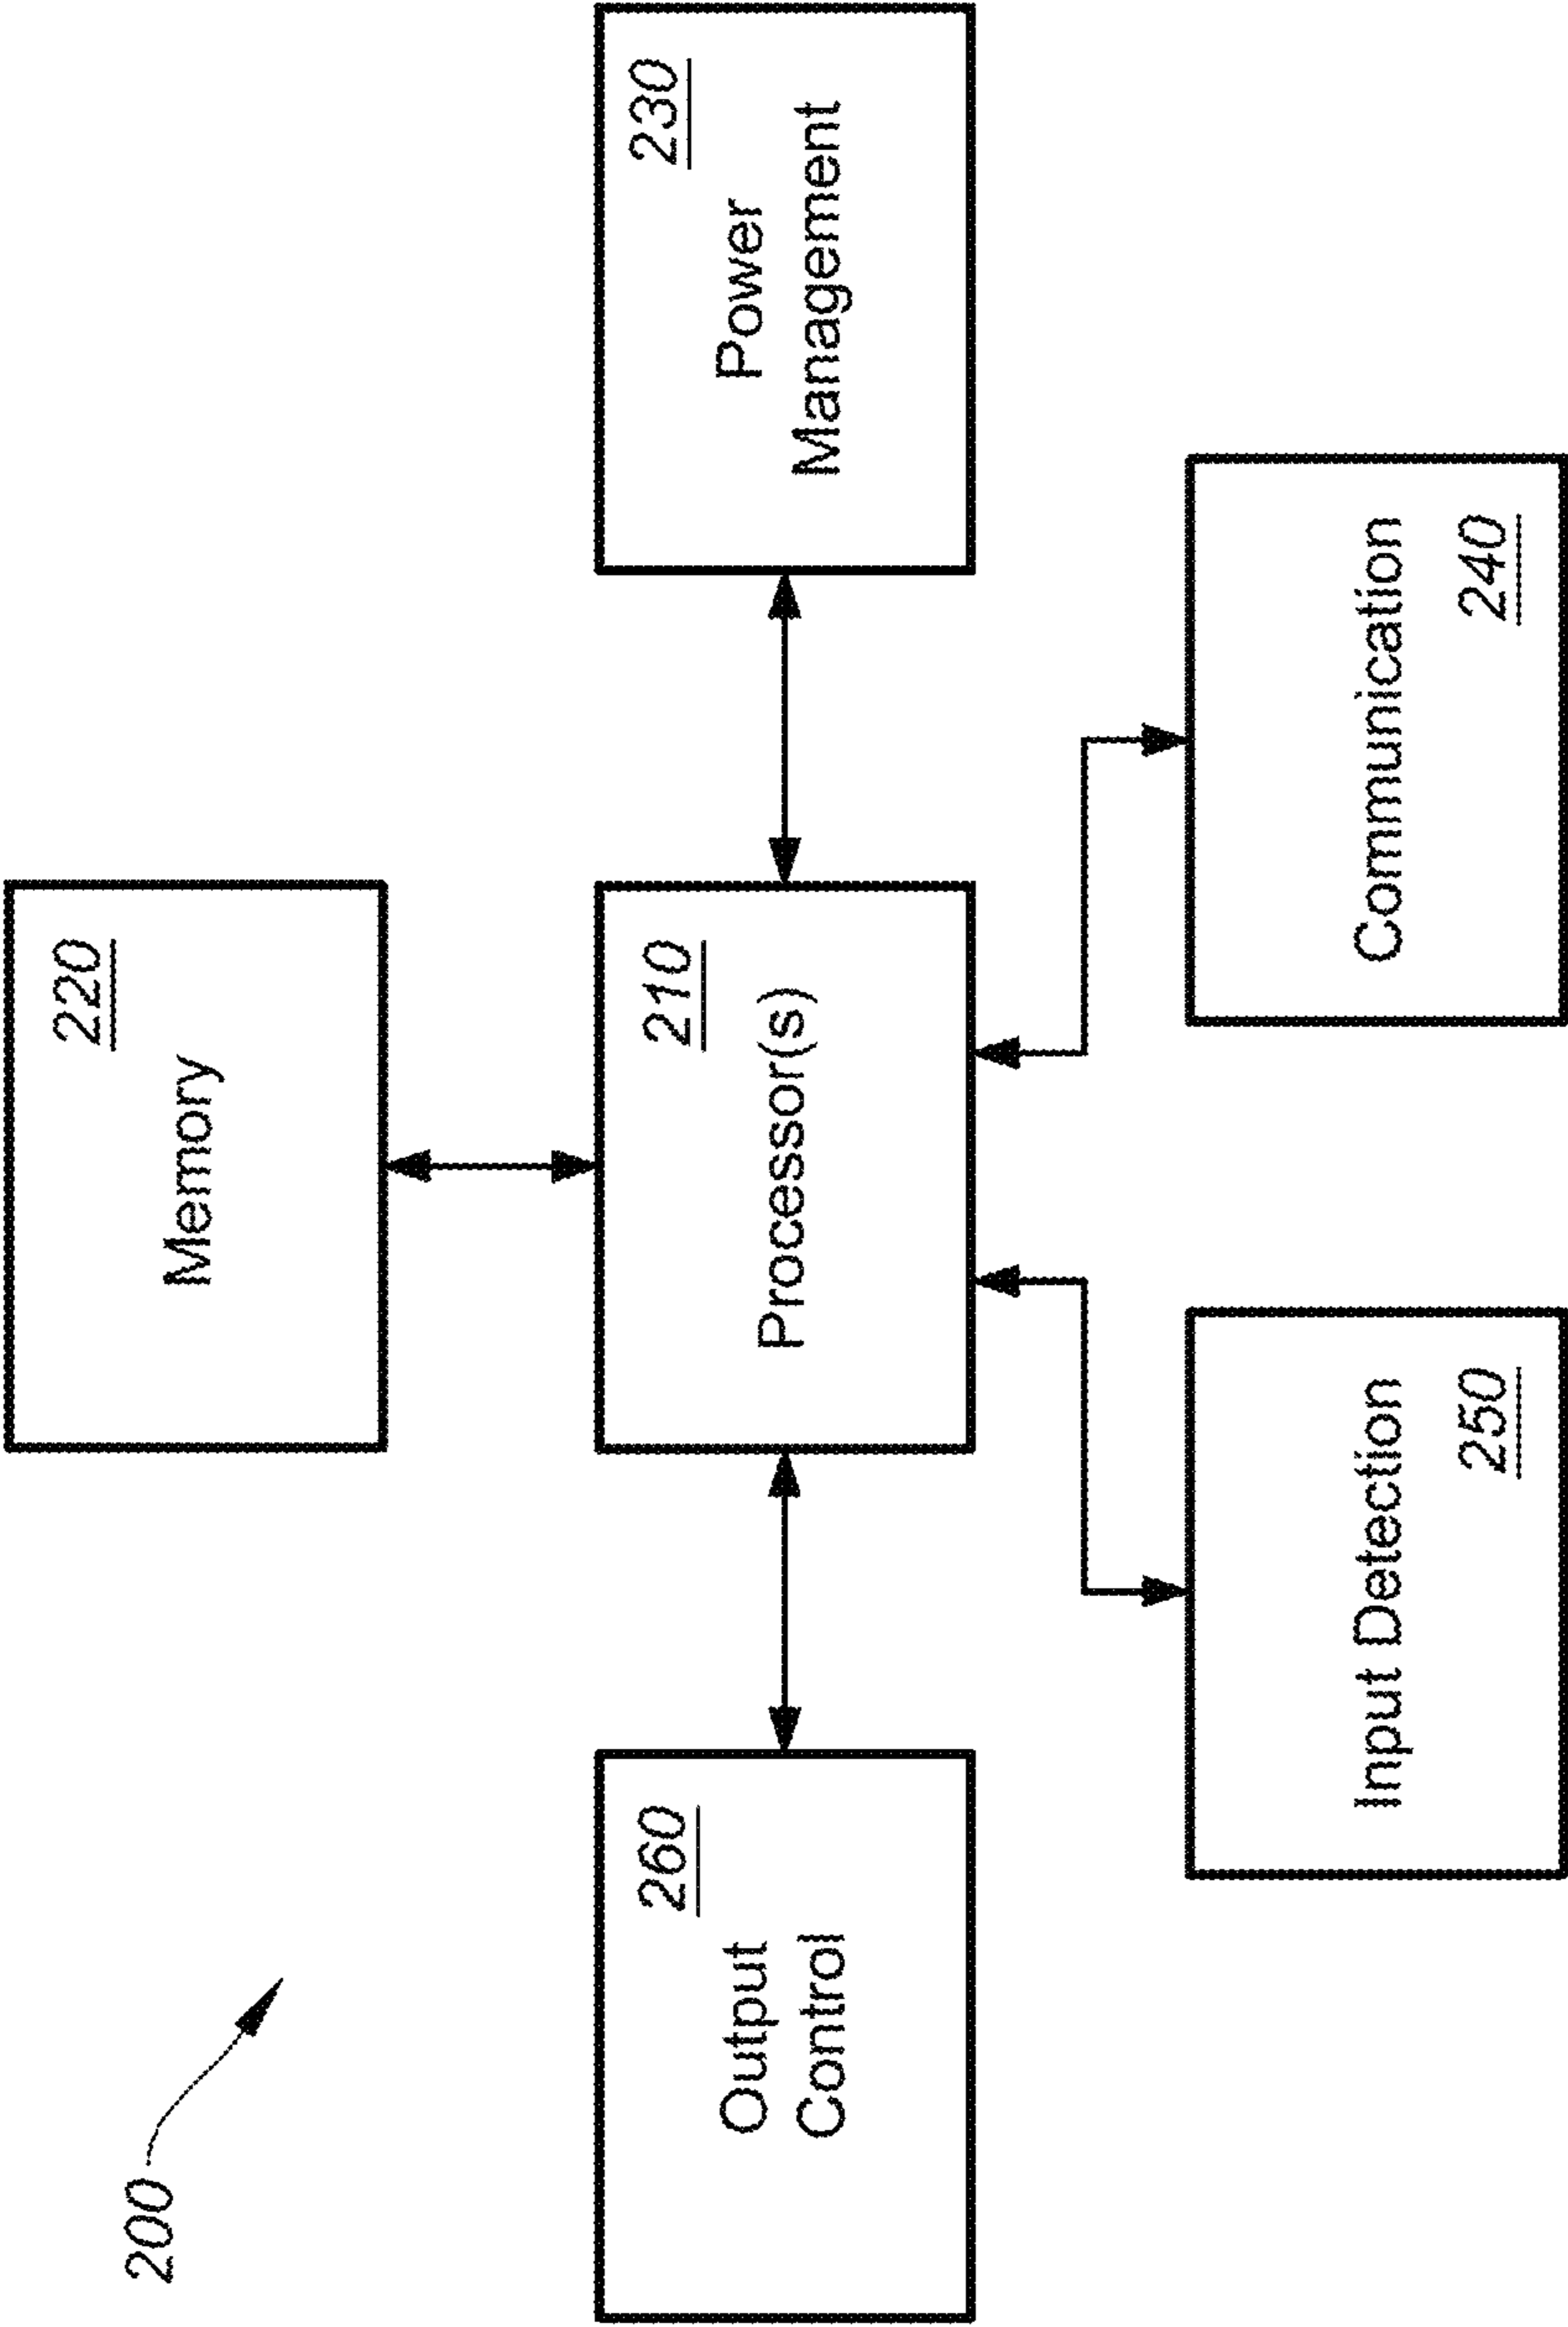 200
220
Memory
260
Output
Control
210
Processor(s)
230
Power
Management
Input Detection
250
Communication
240